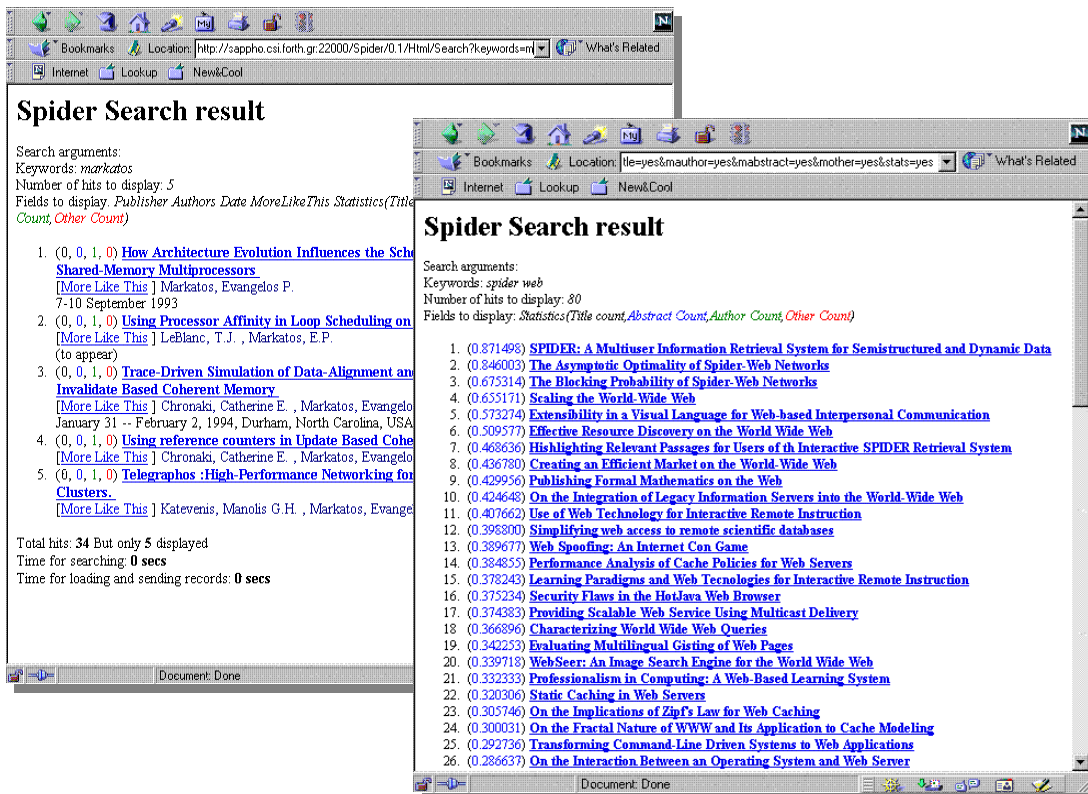 My
N
Bookmarks Location: http://sappho.csi.forth.gr:22000/Spider/0.1/Html/Search?keywords=m What's Related
Internet Lookup New&Cool
Spider Search result
Search arguments:
Keywords: markatos
Number of hits to display: 5
Fields to display. Publisher Authors Date MoreLikeThis Statistics(Title
Count,Other Count)
1. (0, 0, 1, 0) How Architecture Evolution Influences the Sch
Shared-Memory Multiprocessors
[More Like This ] Markatos, Evangelos P.
7-10 September 1993
2. (0, 0, 1, 0) Using Processor Affinity in Loop Scheduling on
[More Like This ] LeBlanc, T.J. , Markatos, E.P.
(to appear)
3. (0, 0, 1, 0) Trace-Driven Simulation of Data-Alignment an
Invalidate Based Coherent Memory
[More Like This ] Chronaki, Catherine E. , Markatos, Evangelo
January 31 -- February 2, 1994, Durham, North Carolina, USA
4. (0, 0, 1, 0) Using reference counters in Update Based Cohe
[More Like This ] Chronaki, Catherine E. , Markatos, Evangelo
5. (0, 0, 1, 0) Telegraphos :High-Performance Networking for
Clusters.
[More Like This ] Katevenis, Manolis G.H. , Markatos, Evange
Total hits: 34 But only 5 displayed
Time for searching: 0 secs
Time for loading and sending records: 0 secs
Document: Done
My
N
Bookmarks Location: tle=yes&mauthor=yes&mabstract=yes&mother=yes&stats=yes What's Related
Internet Lookup New&Cool
Spider Search result
Search arguments:
Keywords: spider web
Number of hits to display: 80
Fields to display: Statistics(Title count,Abstract Count,Author Count,Other Count)
1. (0.871498) SPIDER: A Multiuser Information Retrieval System for Semistructured and Dynamic Data
2. (0.846003) The Asymptotic Optimality of Spider-Web Networks
3. (0.675314) The Blocking Probability of Spider-Web Networks
4. (0.655171) Scaling the World-Wide Web
5. (0.573274) Extensibility in a Visual Language for Web-based Interpersonal Communication
6. (0.509577) Effective Resource Discovery on the World Wide Web
7. (0.468636) Highlighting Relevant Passages for Users of th Interactive SPIDER Retrieval System
8. (0.436780) Creating an Efficient Market on the World-Wide Web
9. (0.429956) Publishing Formal Mathematics on the Web
10. (0.424648) On the Integration of Legacy Information Servers into the World-Wide Web
11. (0.407662) Use of Web Technology for Interactive Remote Instruction
12. (0.398800) Simplifying web access to remote scientific databases
13. (0.389677) Web Spoofing: An Internet Con Game
14. (0.384855) Performance Analysis of Cache Policies for Web Servers
15. (0.378243) Learning Paradigms and Web Tecnologies for Interactive Remote Instruction
16. (0.375234) Security Flaws in the HotJava Web Browser
17. (0.374383) Providing Scalable Web Service Using Multicast Delivery
18 (0.366896) Characterizing World Wide Web Queries
19. (0.342253) Evaluating Multilingual Gisting of Web Pages
20. (0.339718) WebSeer: An Image Search Engine for the World Wide Web
21. (0.332333) Professionalism in Computing: A Web-Based Learning System
22. (0.320306) Static Caching in Web Servers
23. (0.305746) On the Implications of Zipf's Law for Web Caching
24. (0.300031) On the Fractal Nature of WWW and Its Application to Cache Modeling
25. (0.292736) Transforming Command-Line Driven Systems to Web Applications
26. (0.286637) On the Interaction Between an Operating System and Web Server
Document: Done